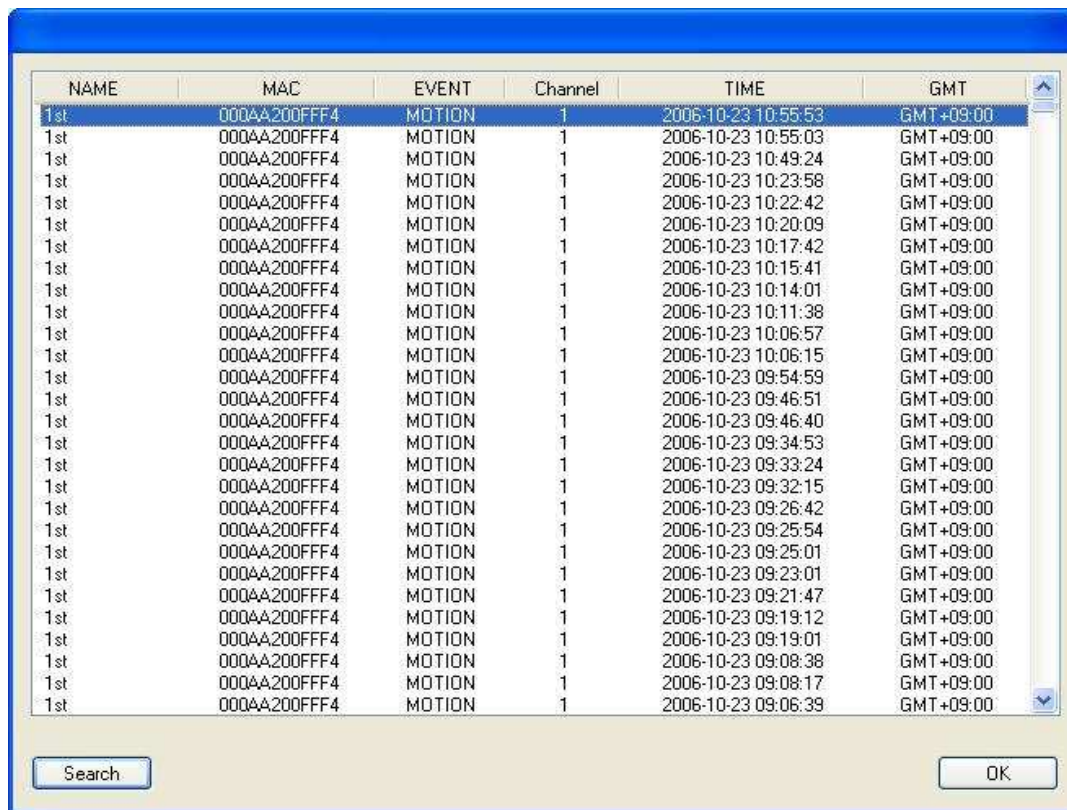 NAME MAC EVENT Channel TIME GMT
1st 000AA200FFF4 MOTION 1 2006-10-23 10:55:53 GMT+09:00
1st 000AA200FFF4 MOTION 1 2006-10-23 10:55:03 GMT+09:00
1st 000AA200FFF4 MOTION 1 2006-10-23 10:49:24 GMT+09:00
1st 000AA200FFF4 MOTION 1 2006-10-23 10:23:58 GMT+09:00
1st 000AA200FFF4 MOTION 1 2006-10-23 10:22:42 GMT+09:00
1st 000AA200FFF4 MOTION 1 2006-10-23 10:20:09 GMT+09:00
1st 000AA200FFF4 MOTION 1 2006-10-23 10:17:42 GMT+09:00
1st 000AA200FFF4 MOTION 1 2006-10-23 10:15:41 GMT+09:00
1st 000AA200FFF4 MOTION 1 2006-10-23 10:14:01 GMT+09:00
1st 000AA200FFF4 MOTION 1 2006-10-23 10:11:38 GMT+09:00
1st 000AA200FFF4 MOTION 1 2006-10-23 10:06:57 GMT+09:00
1st 000AA200FFF4 MOTION 1 2006-10-23 10:06:15 GMT+09:00
1st 000AA200FFF4 MOTION 1 2006-10-23 09:54:59 GMT+09:00
1st 000AA200FFF4 MOTION 1 2006-10-23 09:46:51 GMT+09:00
1st 000AA200FFF4 MOTION 1 2006-10-23 09:46:40 GMT+09:00
1st 000AA200FFF4 MOTION 1 2006-10-23 09:34:53 GMT+09:00
1st 000AA200FFF4 MOTION 1 2006-10-23 09:33:24 GMT+09:00
1st 000AA200FFF4 MOTION 1 2006-10-23 09:32:15 GMT+09:00
1st 000AA200FFF4 MOTION 1 2006-10-23 09:26:42 GMT+09:00
1st 000AA200FFF4 MOTION 1 2006-10-23 09:25:54 GMT+09:00
1st 000AA200FFF4 MOTION 1 2006-10-23 09:25:01 GMT+09:00
1st 000AA200FFF4 MOTION 1 2006-10-23 09:23:01 GMT+09:00
1st 000AA200FFF4 MOTION 1 2006-10-23 09:21:47 GMT+09:00
1st 000AA200FFF4 MOTION 1 2006-10-23 09:19:12 GMT+09:00
1st 000AA200FFF4 MOTION 1 2006-10-23 09:19:01 GMT+09:00
1st 000AA200FFF4 MOTION 1 2006-10-23 09:08:38 GMT+09:00
1st 000AA200FFF4 MOTION 1 2006-10-23 09:08:17 GMT+09:00
1st 000AA200FFF4 MOTION 1 2006-10-23 09:06:39 GMT+09:00
Search OK